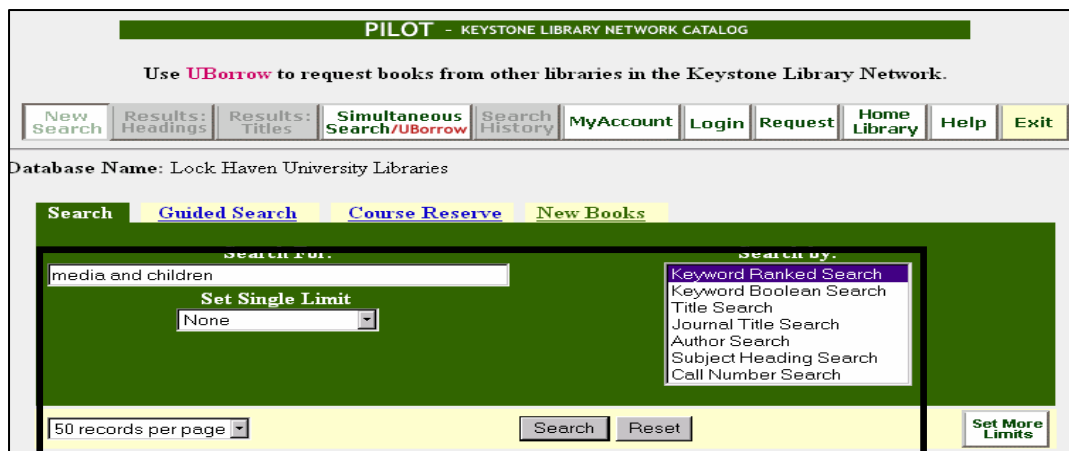 PILOT - KEYSTONE LIBRARY NETWORK CATALOG
Use UBorrow to request books from other libraries in the Keystone Library Network.
New Search Results: Headings Results: Titles Simultaneous Search/UBorrow Search History MyAccount Login Request Home Library Help Exit
Database Name: Lock Haven University Libraries
Search Guided Search Course Reserve New Books
Search For: Search by:
media and children
Keyword Ranked Search
Keyword Boolean Search
Title Search
Journal Title Search
Author Search
Subject Heading Search
Call Number Search
Set Single Limit
None
50 records per page Search Reset Set More Limits